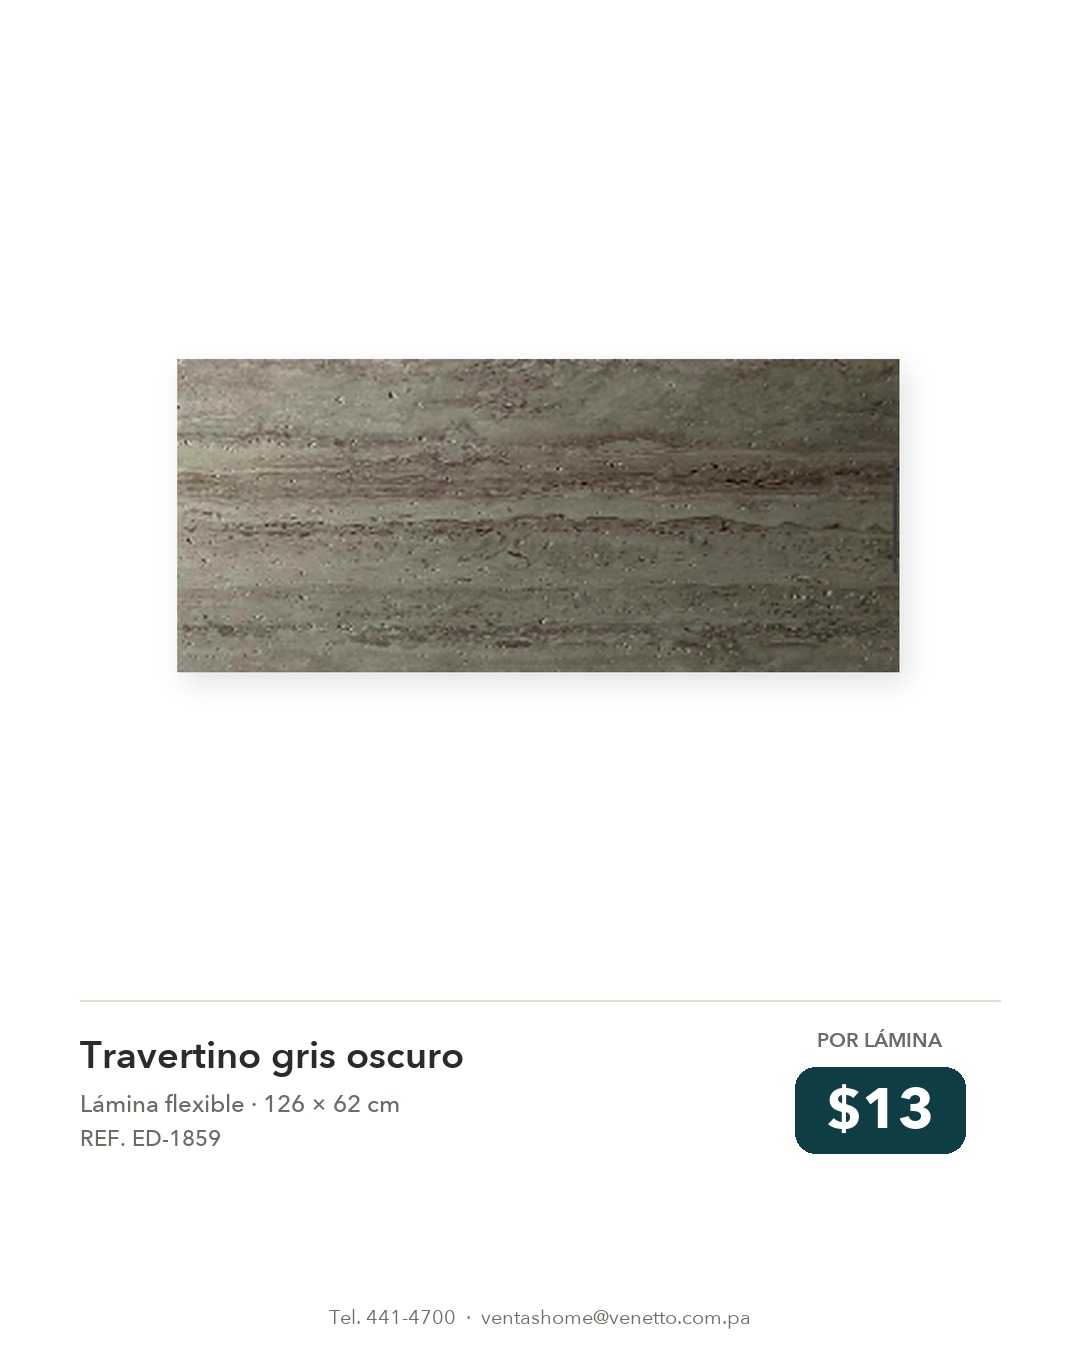 Travertino gris oscuro
Lámina flexible · 126 × 62 cm
REF. ED-1859
POR LÁMINA
$13
Tel. 441-4700 · ventashome@venetto.com.pa